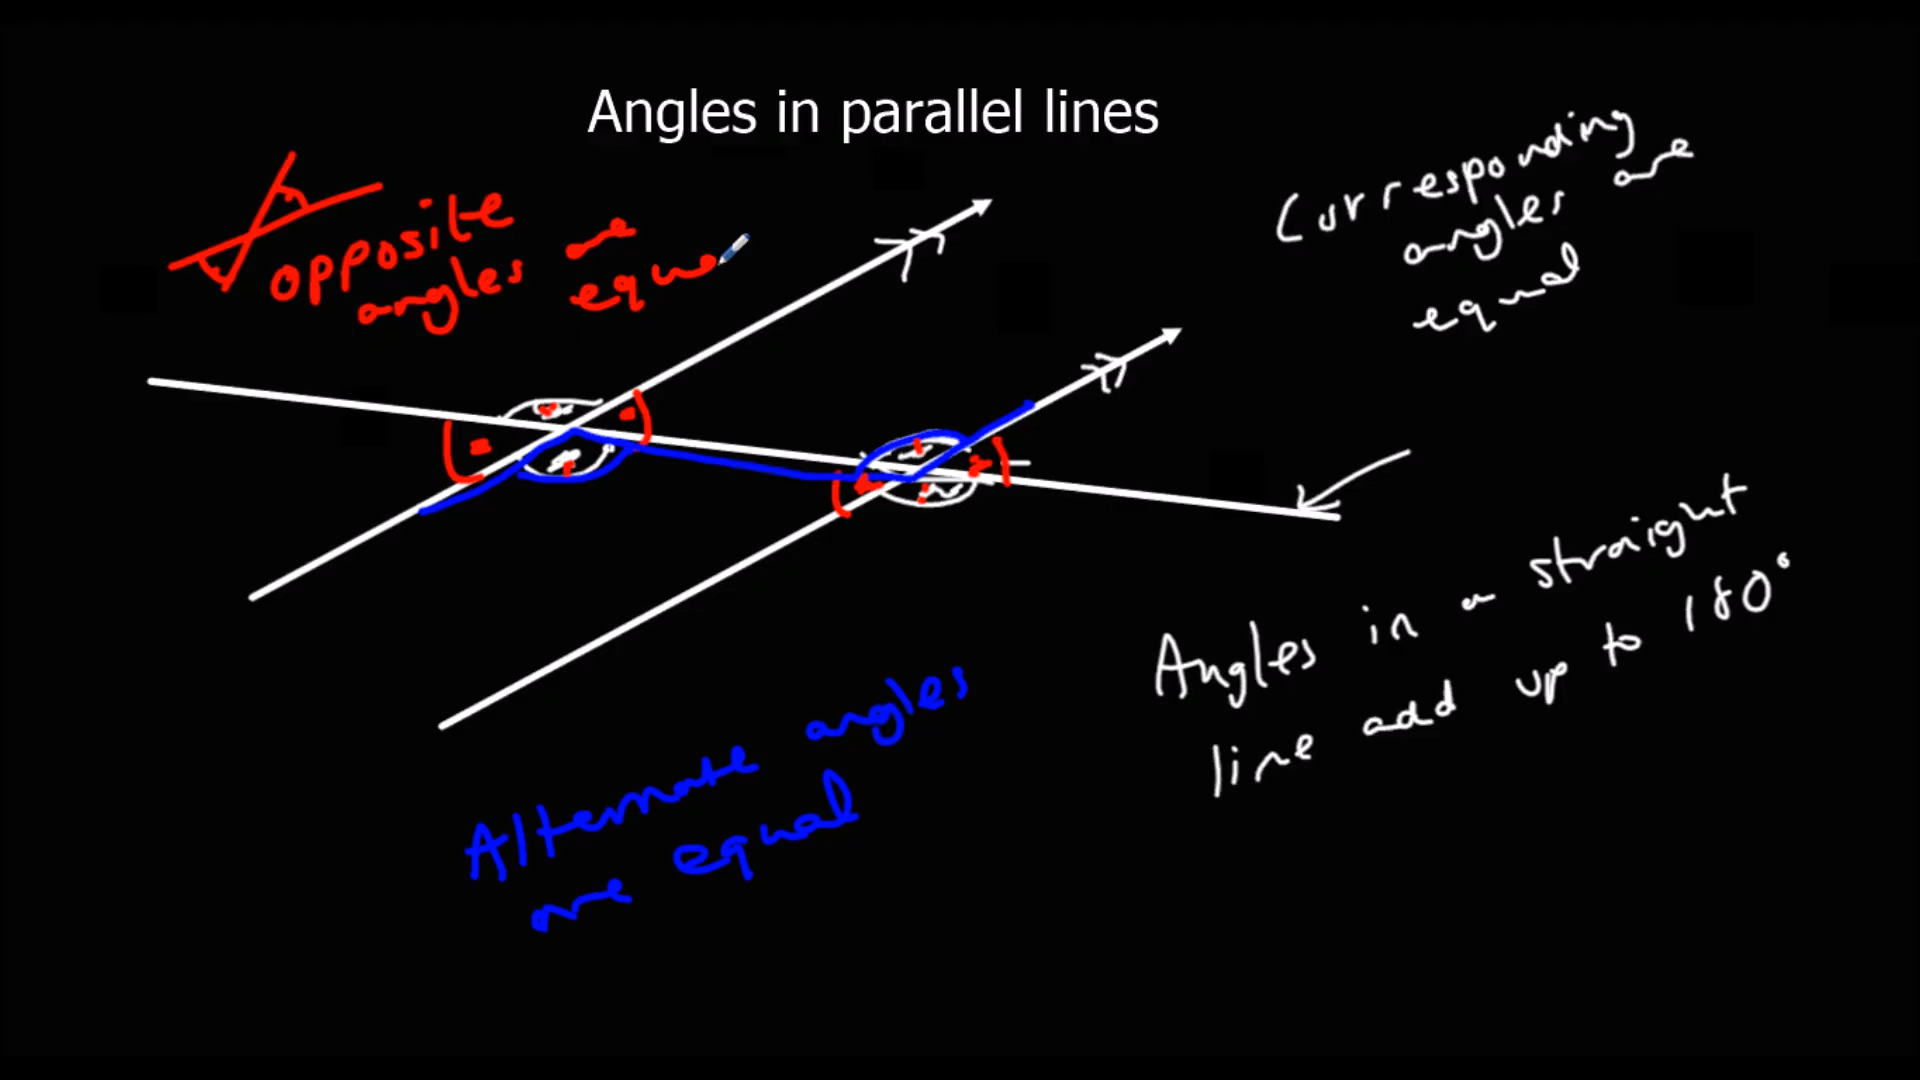 Angles in parallel lines
opposite
angles are
equa
Corresponding
angles are
equal
Angles in a straight
line add up to 180°
Alternate angles
are equal